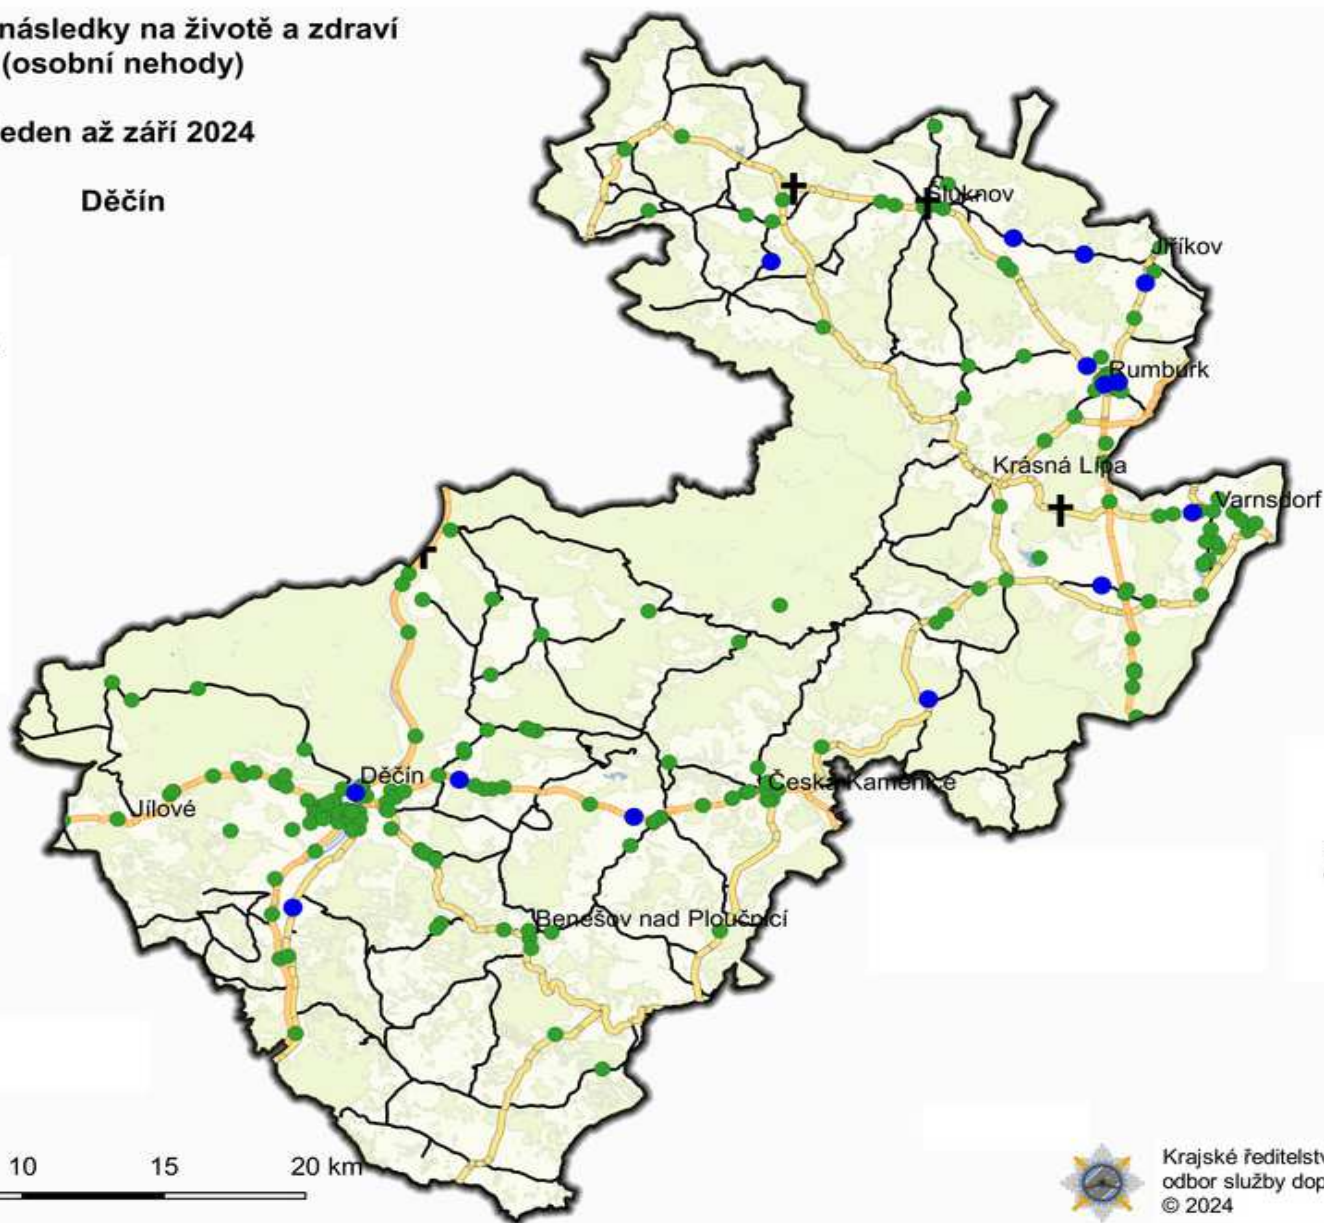 následky na životě a zdraví
(osobní nehody)
eden až září 2024
Děčín
Šluknov
Jiříkov
Rumburk
Krásná Lípa
Varnsdorf
Děčín
Česká Kamenice
Jílové
Benešov nad Ploučnicí
10 15 20 km
Krajské ředitelstv
odbor služby dop
© 2024